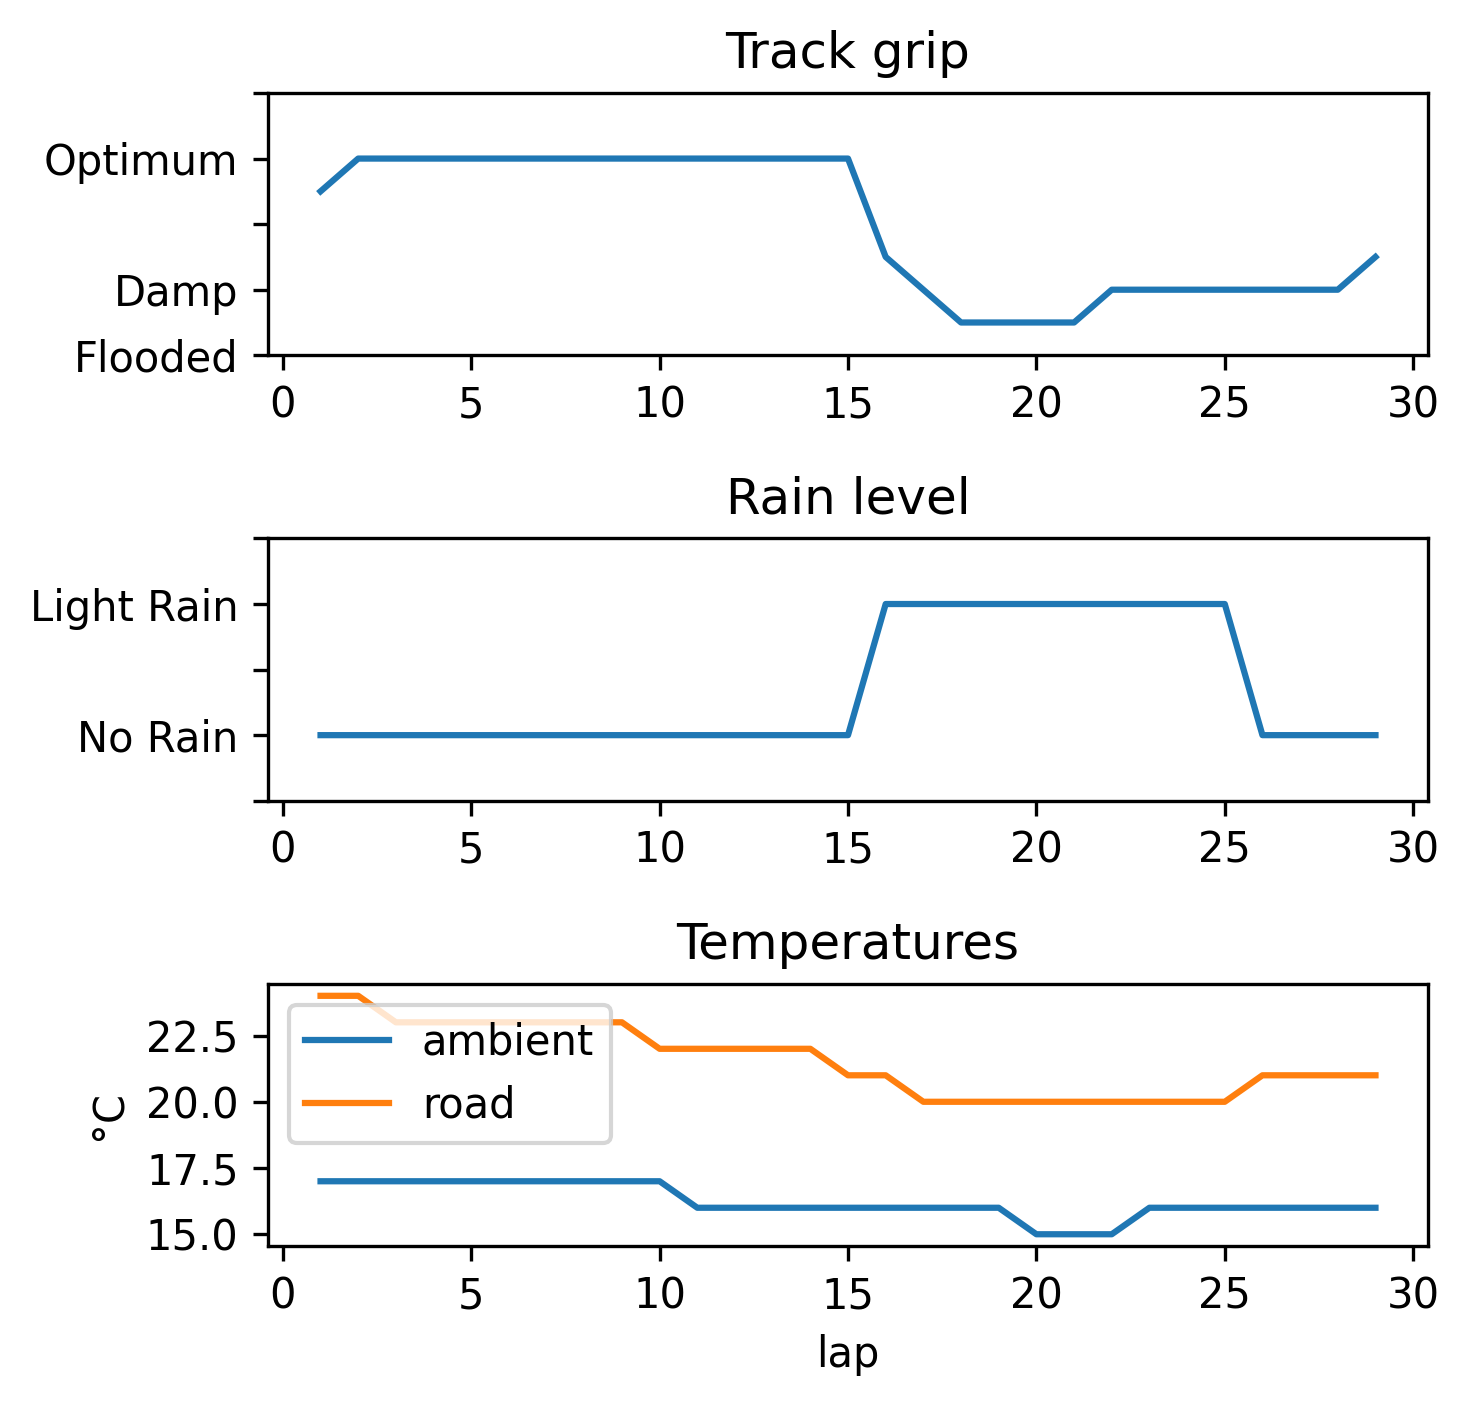 Track grip
Optimum
Damp
Flooded
0 5 10 15 20 25 30
Rain level
Light Rain
No Rain
0 5 10 15 20 25 30
Temperatures
22.5
20.0
17.5
15.0
°C
ambient
road
0 5 10 15 20 25 30
lap